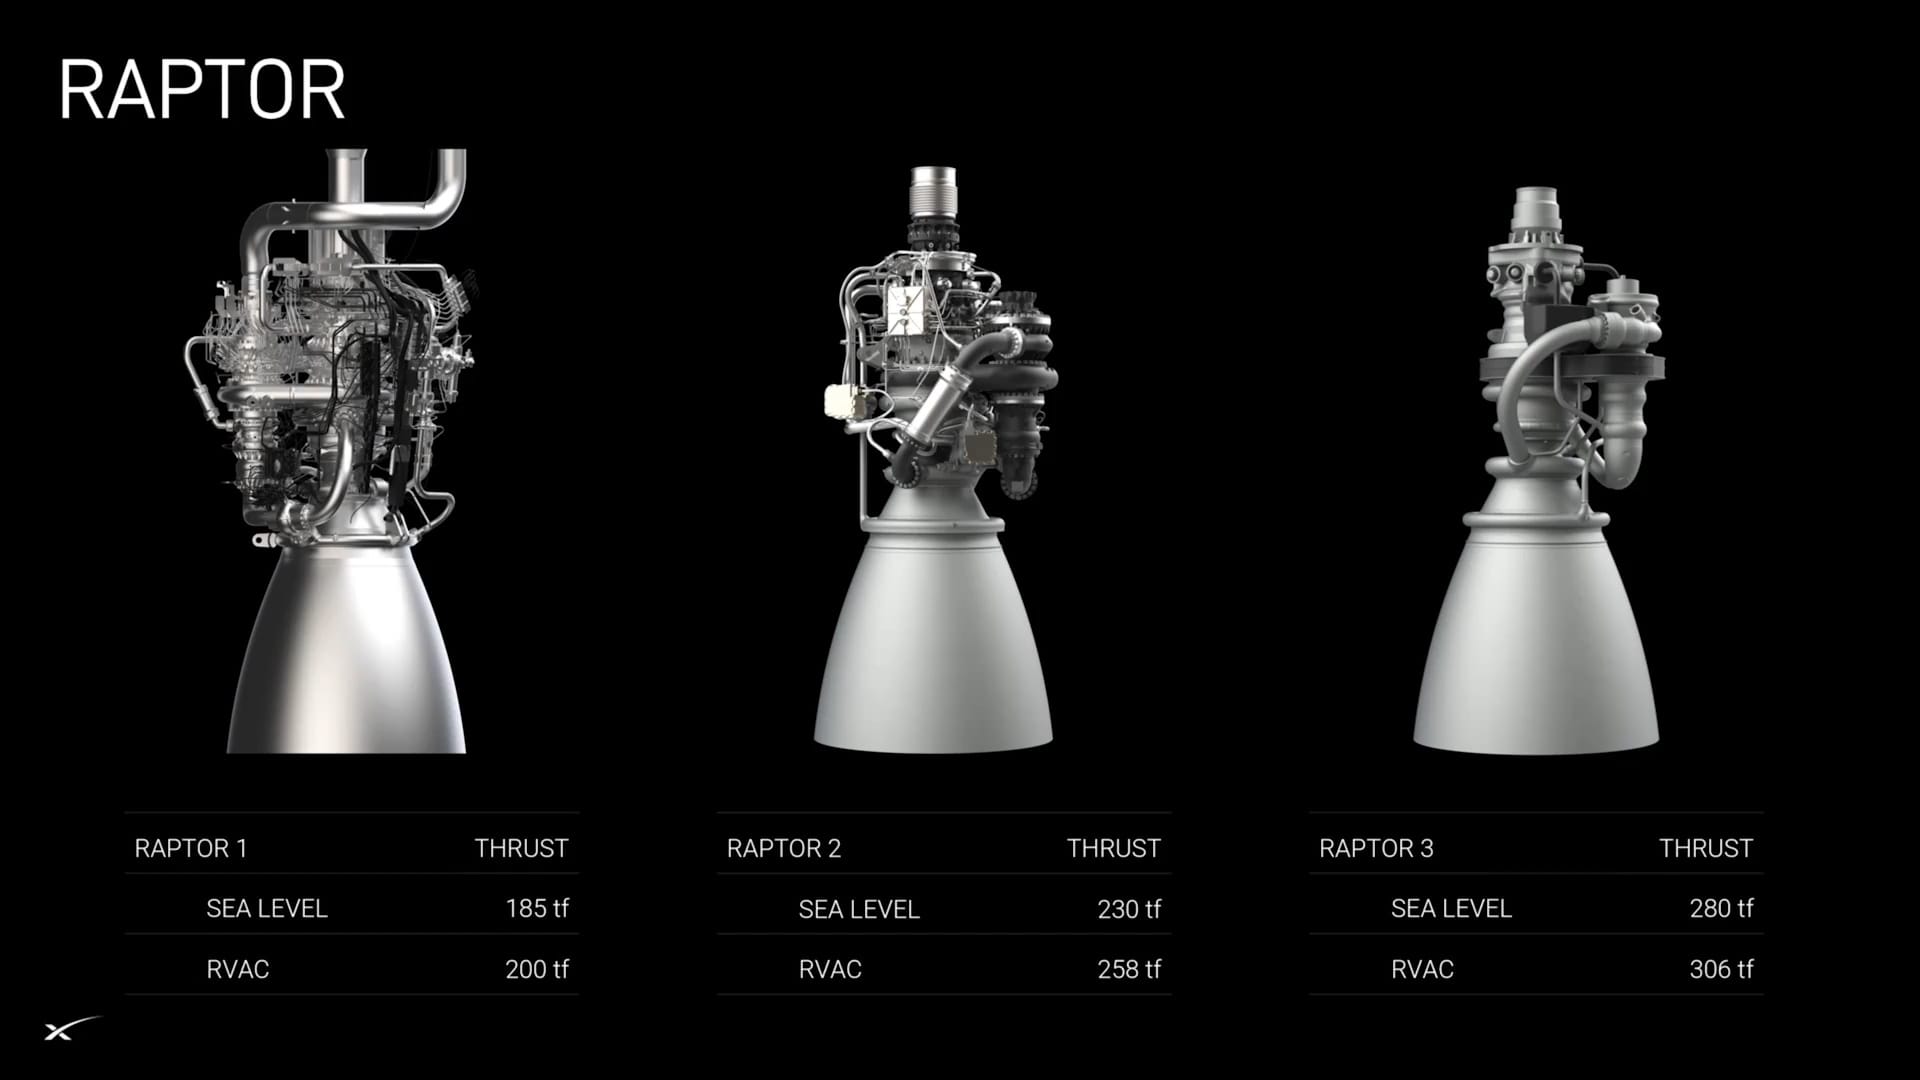 RAPTOR
RAPTOR 1 THRUST
SEA LEVEL 185 tf
RVAC 200 tf
RAPTOR 2 THRUST
SEA LEVEL 230 tf
RVAC 258 tf
RAPTOR 3 THRUST
SEA LEVEL 280 tf
RVAC 306 tf